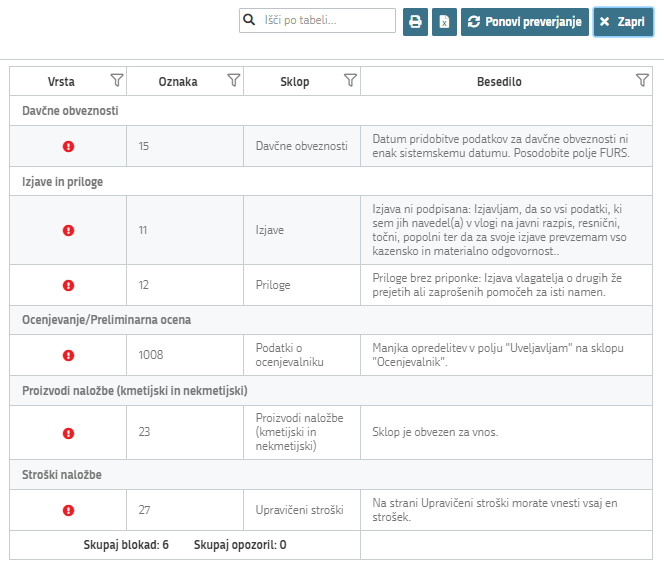 Išči po tabeli...
Ponovi preverjanje
Zapri
Vrsta
Oznaka
Sklop
Besedilo
Davčne obveznosti
15
Davčne obveznosti
Datum pridobitve podatkov za davčne obveznosti ni
enak sistemskemu datumu. Posodobite polje FURS.
Izjave in priloge
11
Izjave
Izjava ni podpisana: Izjavljam, da so vsi podatki, ki
sem jih navedel(a) v vlogi na javni razpis, resnični,
točni, popolni ter da za svoje izjave prevzemam vso
kazensko in materialno odgovornost..
12
Priloge
Priloge brez priponke: Izjava vlagatelja o drugih že
prejetih ali zaprošenih pomočeh za isti namen.
Ocenjevanje/Preliminarna ocena
1008
Podatki o
ocenjevalniku
Manjka opredelitev v polju "Uveljavljam" na sklopu
"Ocenjevalnik".
Proizvodi naložbe (kmetijski in nekmetijski)
23
Proizvodi naložbe
(kmetijski in
nekmetijski)
Sklop je obvezen za vnos.
Stroški naložbe
27
Upravičeni stroški
Na strani Upravičeni stroški morate vnesti vsaj en
strošek.
Skupaj blokad: 6
Skupaj opozoril: 0